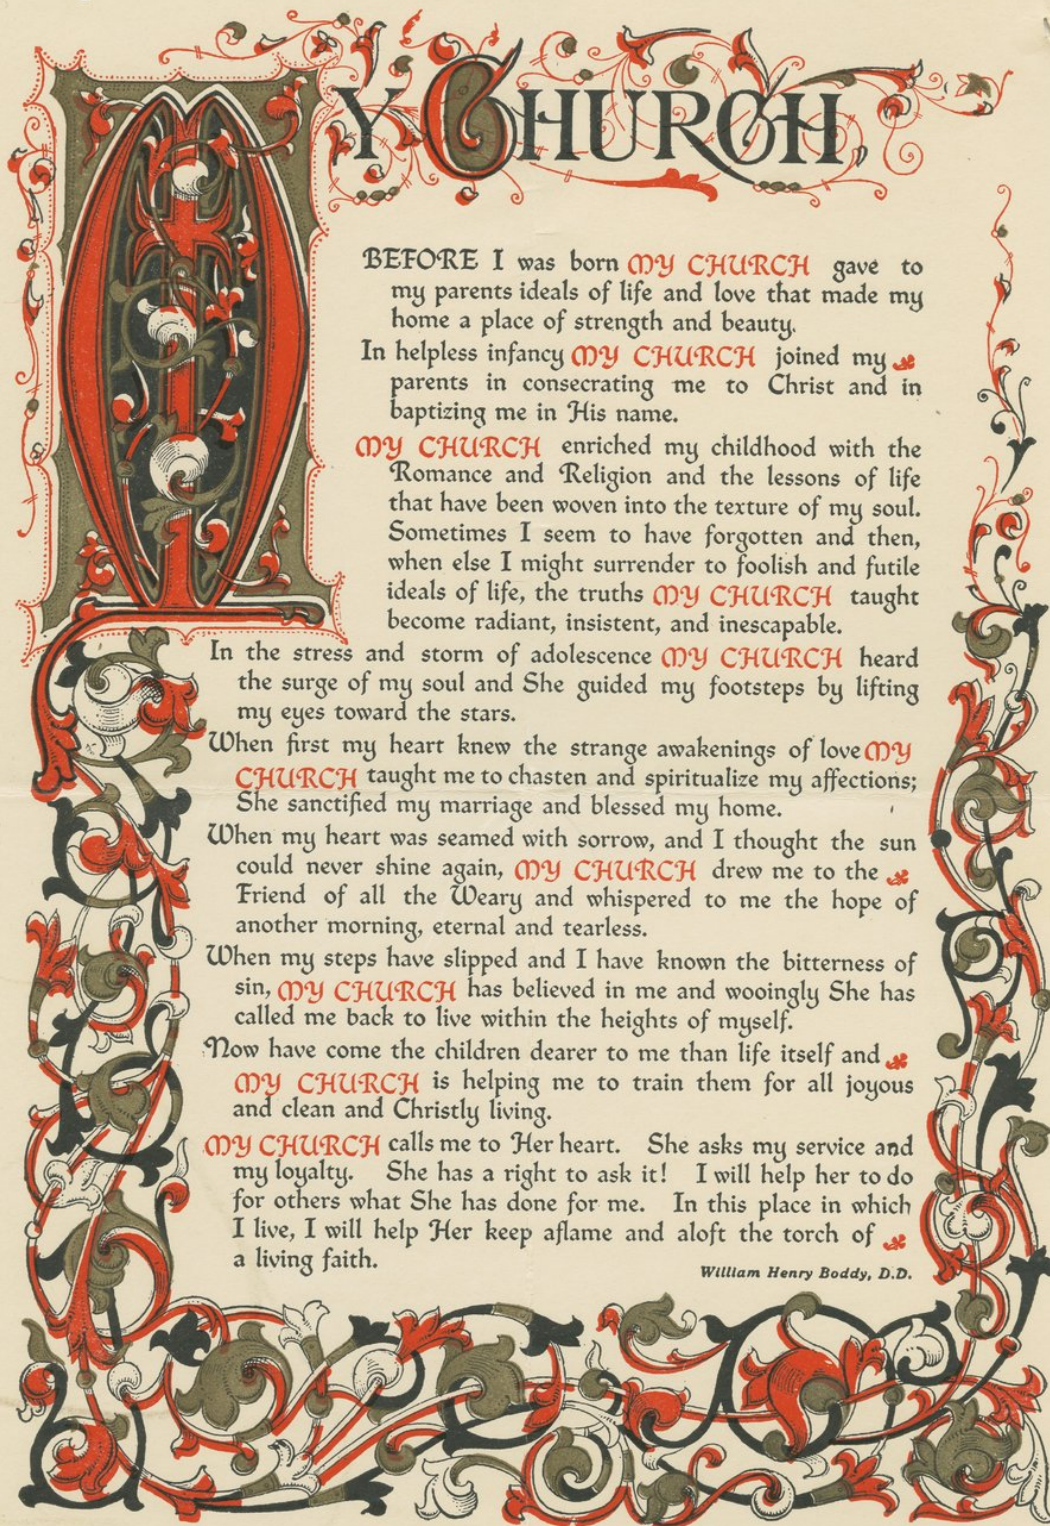 MY CHURCH,
BEFORE I was born MY CHURCH gave to
my parents ideals of life and love that made my
home a place of strength and beauty.
In helpless infancy MY CHURCH joined my
parents in consecrating me to Christ and in
baptizing me in His name.
MY CHURCH enriched my childhood with the
Romance and Religion and the lessons of life
that have been woven into the texture of my soul.
Sometimes I seem to have forgotten and then,
when else I might surrender to foolish and futile
ideals of life, the truths MY CHURCH taught
become radiant, insistent, and inescapable.
In the stress and storm of adolescence MY CHURCH heard
the surge of my soul and She guided my footsteps by lifting
my eyes toward the stars.
When first my heart knew the strange awakenings of love MY
CHURCH taught me to chasten and spiritualize my affections;
She sanctified my marriage and blessed my home.
When my heart was seamed with sorrow, and I thought the sun
could never shine again, MY CHURCH drew me to the
Friend of all the Weary and whispered to me the hope of
another morning, eternal and tearless.
When my steps have slipped and I have known the bitterness of
sin, MY CHURCH has believed in me and wooingly She has
called me back to live within the heights of myself.
Now have come the children dearer to me than life itself and
MY CHURCH is helping me to train them for all joyous
and clean and Christly living.
MY CHURCH calls me to Her heart. She asks my service and
my loyalty. She has a right to ask it! I will help her to do
for others what She has done for me. In this place in which
I live, I will help Her keep aflame and aloft the torch of
a living faith.
William Henry Boddy, D.D.